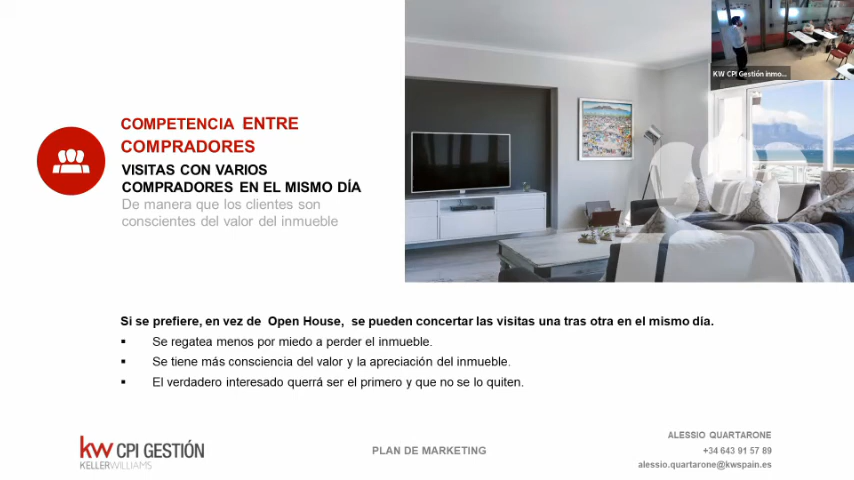 KW CPI Gestión inmo...
COMPETENCIA ENTRE
COMPRADORES
VISITAS CON VARIOS
COMPRADORES EN EL MISMO DÍA
De manera que los clientes son
conscientes del valor del inmueble
Si se prefiere, en vez de Open House, se pueden concertar las visitas una tras otra en el mismo día.
▪ Se regatea menos por miedo a perder el inmueble.
▪ Se tiene más consciencia del valor y la apreciación del inmueble.
▪ El verdadero interesado querrá ser el primero y que no se lo quiten.
kw CPI GESTIÓN
KELLERWILLIAMS
PLAN DE MARKETING
ALESSIO QUARTARONE
+34 643 91 57 89
alessio.quartarone@kwspain.es